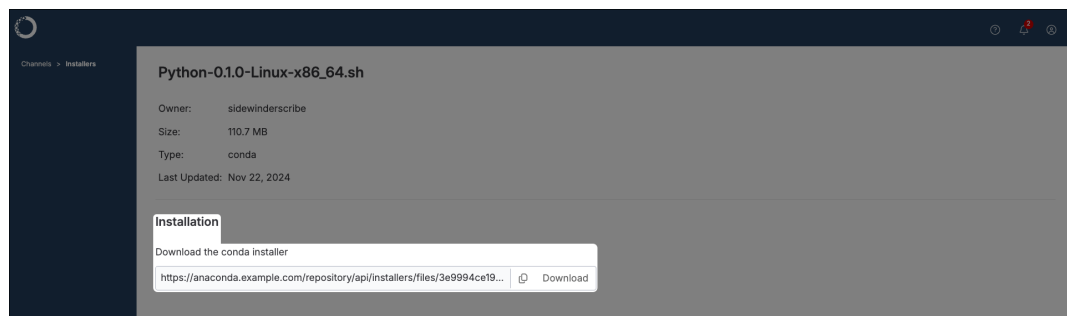 2
Channels > Installers
Python-0.1.0-Linux-x86_64.sh
Owner: sidewinderscribe
Size: 110.7 MB
Type: conda
Last Updated: Nov 22, 2024
Installation
Download the conda installer
https://anaconda.example.com/repository/api/installers/files/3e9994ce19... Download